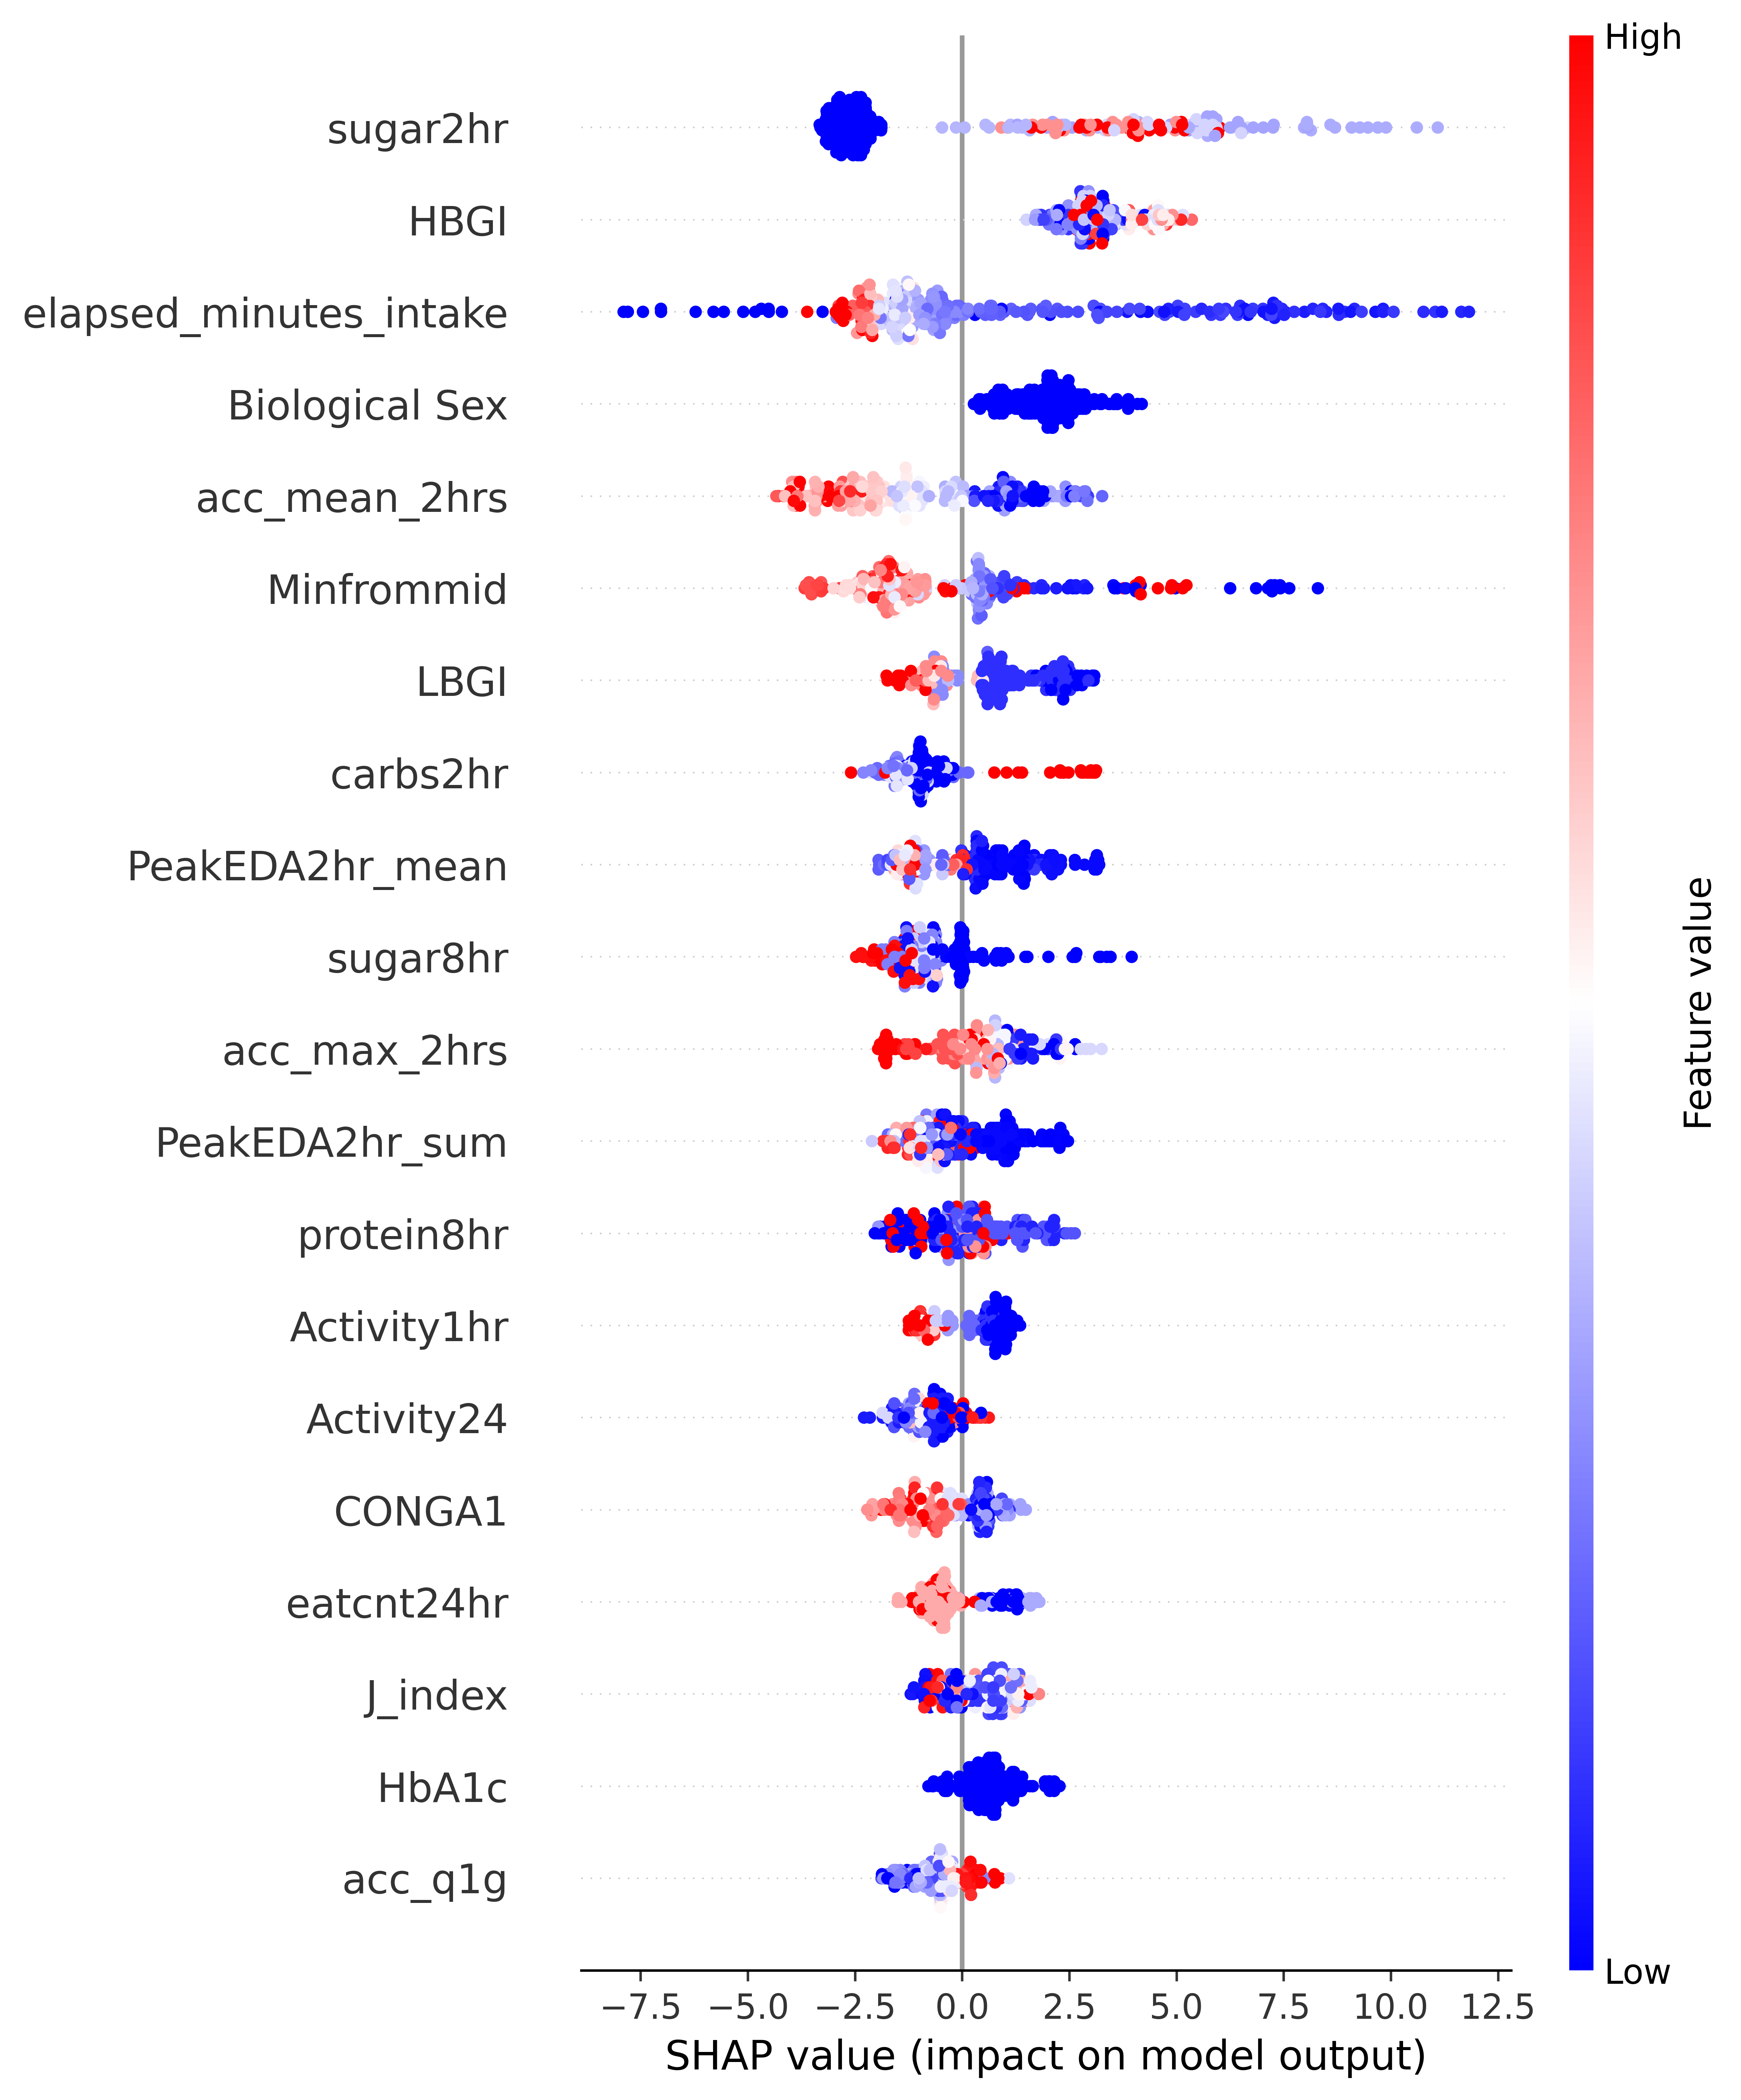 High
sugar2hr
HBGI
elapsed_minutes_intake
Biological Sex
acc_mean_2hrs
Minfrommid
LBGI
carbs2hr
PeakEDA2hr_mean
sugar8hr
acc_max_2hrs
PeakEDA2hr_sum
protein8hr
Activity1hr
Activity24
CONGA1
eatcnt24hr
J_index
HbA1c
acc_q1g
Feature value
Low
−7.5 −5.0 −2.5 0.0 2.5 5.0 7.5 10.0 12.5
SHAP value (impact on model output)